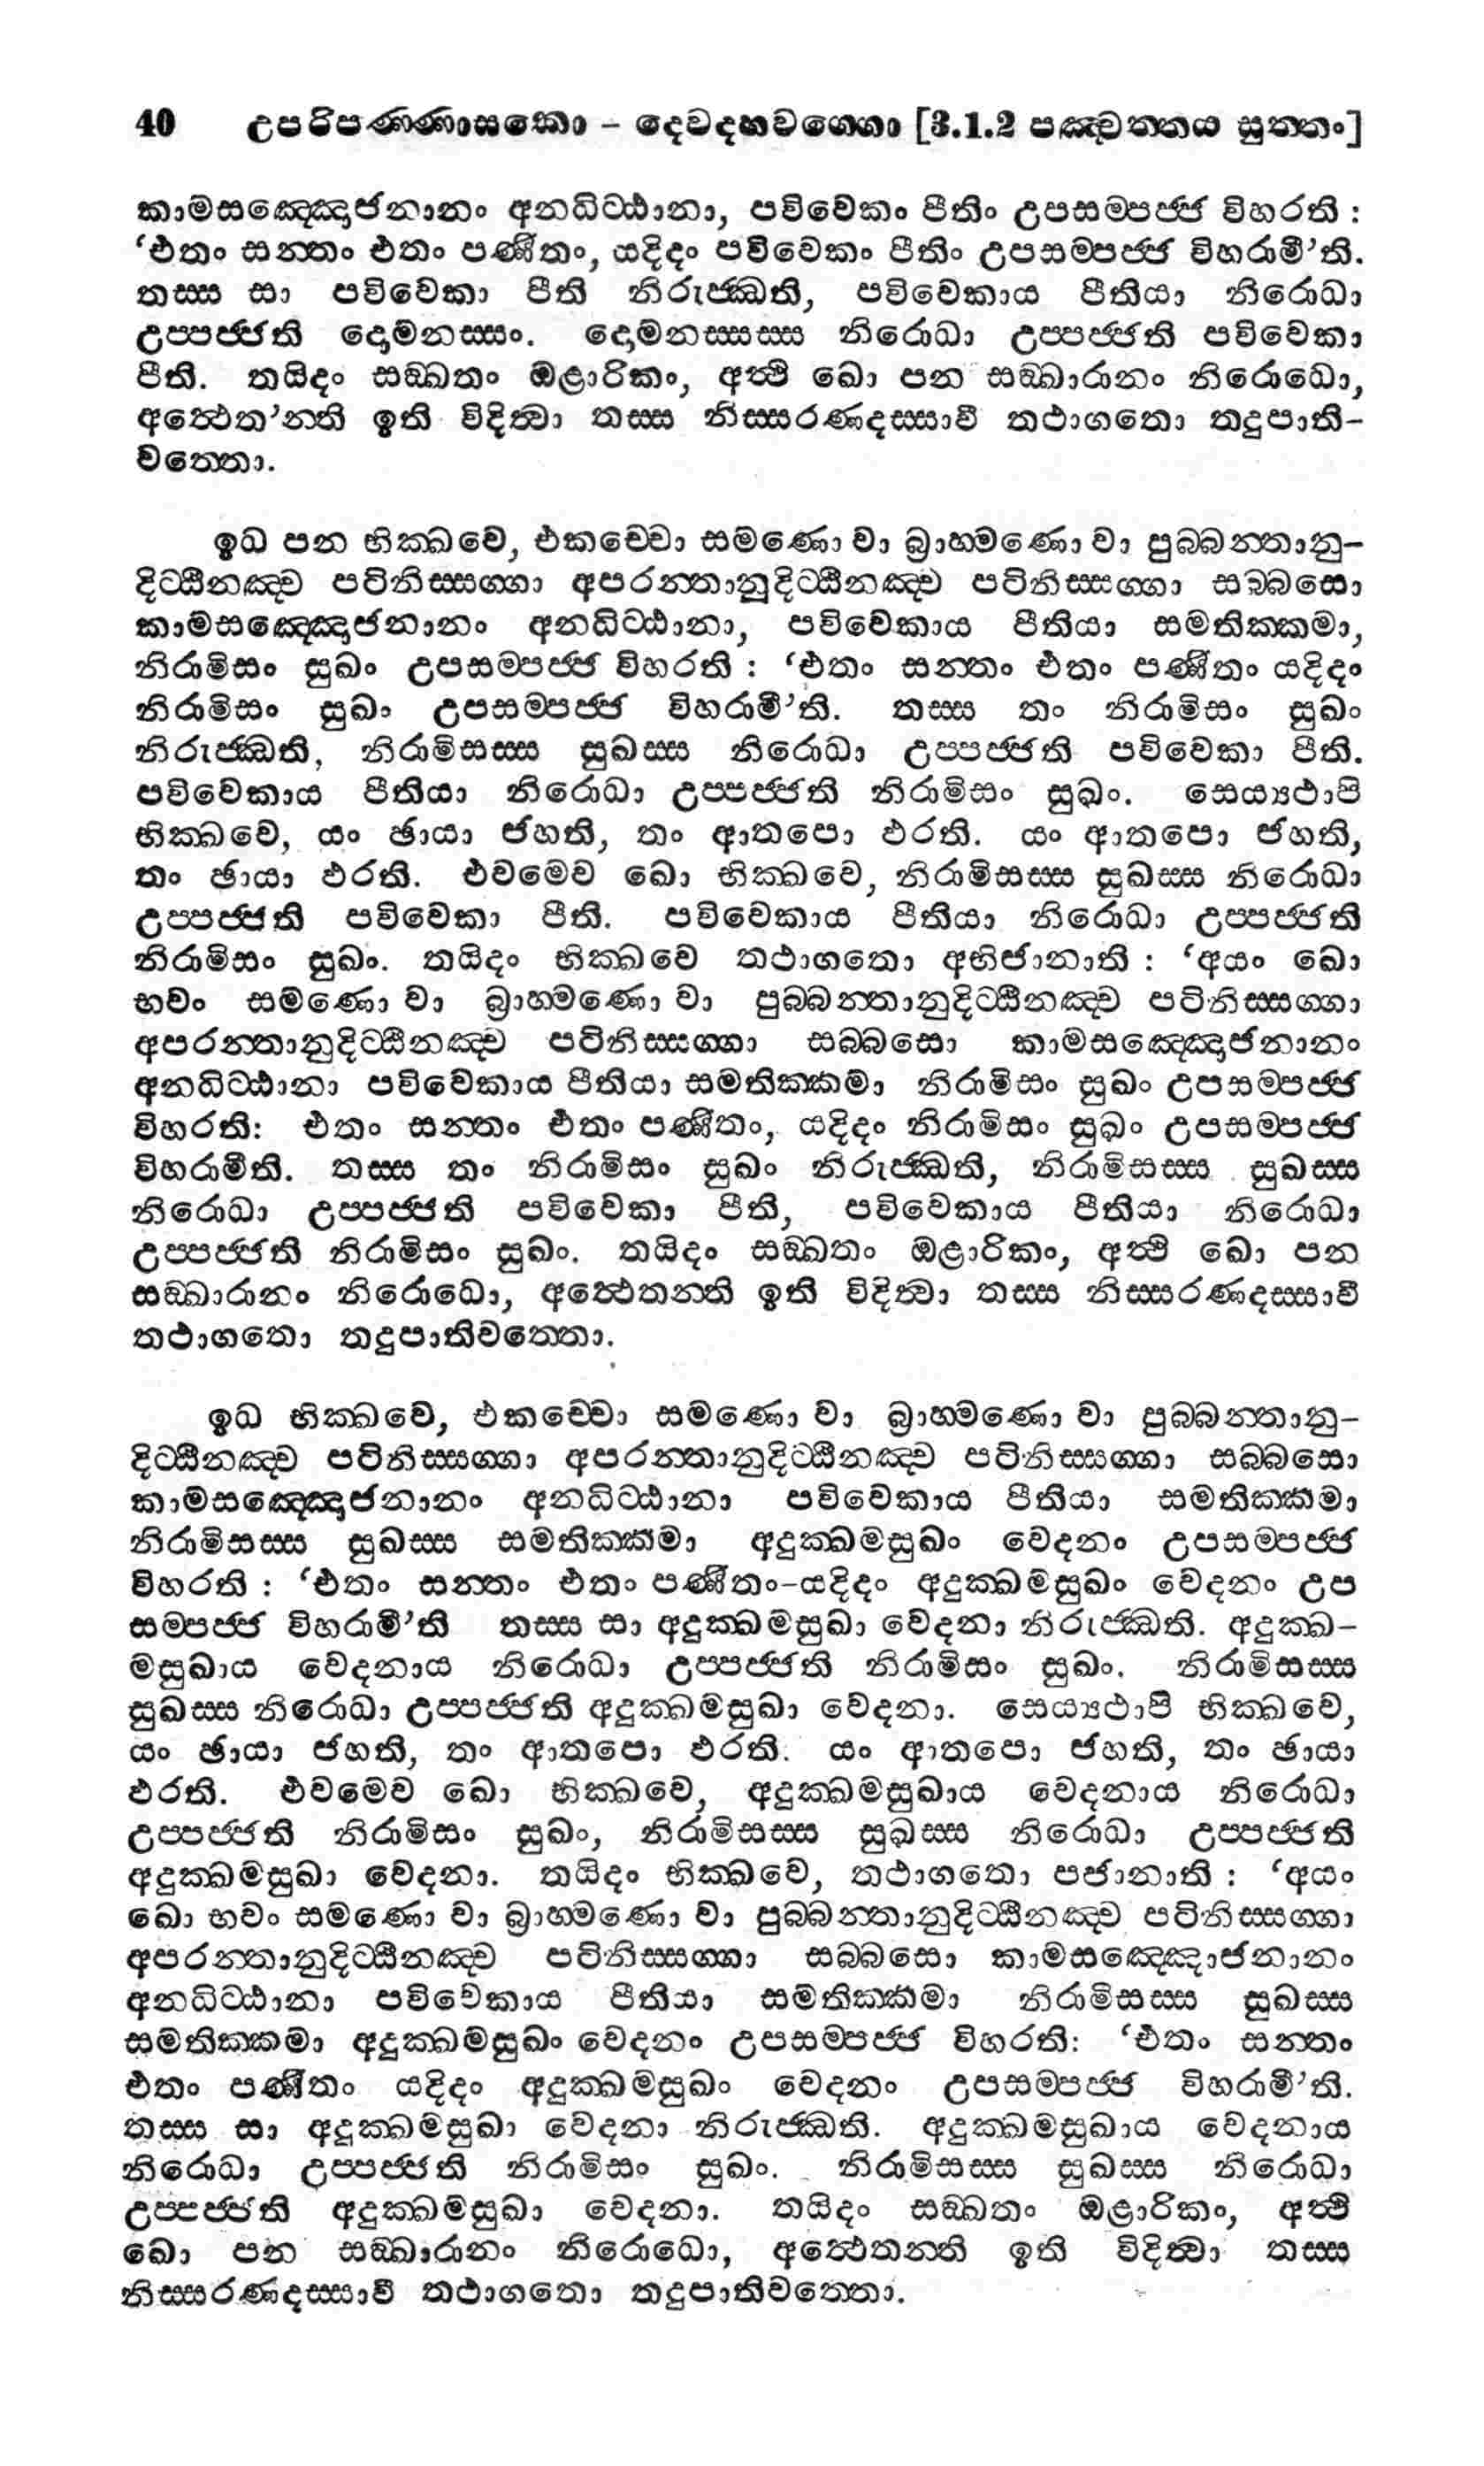 40 උපරිපණ්ණාසකො - දෙවදහවග්ගො [3.1.2 පඤ්චත්තය සුත්තං]
කාමසඤ්ඤොජනානං අනධිට්ඨානා, පවිවෙකං පීතිං උපසම්පජ්ජ විහරති :
‘එතං සන්තං එතං පණීතං, යදිදං පවිවෙකං පීතිං උපසම්පජ්ජ විහරාමී’ති.
තස්ස සා පවිවෙකා පීති නිරුජ්ඣති, පවිවෙකාය පීතියා නිරොධා
උප්පජ්ජති දොමනස්සං. දොමනස්සස්ස නිරොධා උප්පජ්ජති පවිවෙකා
පීති. තයිදං සඞ්ඛතං ඔළාරිකං, අත්ථි ඛො පන සඞ්ඛාරානං නිරොධො,
අත්ථෙත’න්ති ඉති විදිත්වා තස්ස නිස්සරණදස්සාවී තථාගතො තදුපාති-
වත්තො.
ඉධ පන භික්ඛවෙ, එකච්චො සමණො වා බ්‍රාහ්මණො වා පුබ්බන්තානු-
දිට්ඨීනඤ්ච පටිනිස්සග්ගා අපරන්තානූදිට්ඨීනඤ්ච පටිනිස්සග්ගා සබ්බසො
කාමසඤ්ඤොජනානං අනධිට්ඨානා, පවිවෙකාය පීතියා සමතික්කමා,
නිරාමිසං සුඛං උපසම්පජ්ජ විහරති : ‘එතං සන්තං එතං පණීතං යදිදං
නිරාමිසං සුඛං උපසම්පජ්ජ විහරාමී’ති. තස්ස තං නිරාමිසං සුඛං
නිරුජ්ඣති, නිරාමිසස්ස සුඛස්ස නිරොධා උප්පජ්ජති පවිවෙකා පීති.
පවිවෙකාය පීතියා නිරොධා උප්පජ්ජති නිරාමිසං සුඛං. සෙය්‍යථාපි
භික්ඛවෙ, යං ඡායා ජහති, තං ආතපො ඵරති. යං ආතපො ජහති,
තං ඡායා ඵරති. එවමෙව ඛො භික්ඛවෙ, නිරාමිසස්ස සුඛස්ස නිරොධා
උප්පජ්ජති පවිවෙකා පීති. පවිවෙකාය පීතියා නිරොධා උප්පජ්ජති
නිරාමිසං සුඛං. තයිදං භික්ඛවෙ තථාගතො අභිජානාති : ‘අයං ඛො
භවං සමණො වා බ්‍රාහ්මණො වා පුබ්බන්තානුදිට්ඨීනඤ්ච පටිනිස්සග්ගා
අපරන්තානුදිට්ඨීනඤ්ච පටිනිස්සග්ගා සබ්බසො කාමසඤ්ඤොජනානං
අනධිට්ඨානා පවිවෙකාය පීතියා සමතික්කමා නිරාමිසං සුඛං උපසම්පජ්ජ
විහරති: එතං සන්තං එතං පණීතං, යදිදං නිරාමිසං සුඛං උපසම්පජ්ජ
විහරාමීති. තස්ස තං නිරාමිසං සුඛං නිරුජ්ඣති, නිරාමිසස්ස සුඛස්ස
නිරොධා උප්පජ්ජති පවිවෙකා පීති, පවිවෙකාය පීතියා නිරොධා
උප්පජ්ජති නිරාමිසං සුඛං. තයිදං සඞ්ඛතං ඔළාරිකං, අත්ථි ඛො පන
සඞ්ඛාරානං නිරොධො, අත්ථෙතන්ති ඉති විදිත්වා තස්ස නිස්සරණදස්සාවී
තථාගතො තදුපාතිවත්තො.
ඉධ භික්ඛවෙ, එකච්චො සමණො වා බ්‍රාහ්මණො වා පුබ්බන්තානු-
දිට්ඨීනඤ්ච පටිනිස්සග්ගා අපරන්තානුදිට්ඨීනඤ්ච පටිනිස්සග්ගා සබ්බසො
කාමසඤ්ඤොජනානං අනධිට්ඨානා පවිවෙකාය පීතියා සමතික්කමා
නිරාමිසස්ස සුඛස්ස සමතික්කමා අදුක්ඛමසුඛං වෙදනං උපසම්පජ්ජ
විහරති : ‘එතං සන්තං එතං පණීතං-යදිදං අදුක්ඛමසුඛං වෙදනං උප
සම්පජ්ජ විහරාමී’ති තස්ස සා අදුක්ඛමසුඛා වෙදනා නිරුජ්ඣති. අදුක්ඛ-
මසුඛාය වෙදනාය නිරොධා උප්පජ්ජති නිරාමිසං සුඛං. නිරාමිසස්ස
සුඛස්ස නිරොධා උප්පජ්ජති අදුක්ඛමසුඛා වෙදනා. සෙය්‍යථාපි භික්ඛවෙ,
යං ඡායා ජහති, තං ආතපො ඵරති. යං ආතපො ජහති, තං ඡායා
ඵරති. එවමෙව ඛො භික්ඛවෙ, අදුක්ඛමසුඛාය වෙදනාය නිරොධා
උප්පජ්ජති නිරාමිසං සුඛං, නිරාමිසස්ස සුඛස්ස නිරොධා උප්පජ්ජති
අදුක්ඛමසුඛා වෙදනා. තයිදං භික්ඛවෙ, තථාගතො පජානාති : ‘අයං
ඛො භවං සමණො වා බ්‍රාහ්මණො වා පුබ්බන්තානුදිට්ඨීනඤ්ච පටිනිස්සග්ගා
අපරන්තානුදිට්ඨීනඤ්ච පටිනිස්සග්ගා සබ්බසො කාමසඤ්ඤොජනානං
අනධිට්ඨානා පවිවෙකාය පීතියා සමතික්කමා නිරාමිසස්ස සුඛස්ස
සමතික්කමා අදුක්ඛමසුඛං වෙදනං උපසම්පජ්ජ විහරති: ‘එතං සන්තං
එතං පණීතං යදිදං අදුක්ඛමසුඛං වෙදනං උපසම්පජ්ජ විහරාමී’ති.
තස්ස සා අදුක්ඛමසුඛා වෙදනා නිරුජ්ඣති. අදුක්ඛමසුඛාය වෙදනාය
නිරොධා උප්පජ්ජති නිරාමිසං සුඛං. නිරාමිසස්ස සුඛස්ස නිරොධා
උප්පජ්ජති අදුක්ඛමසුඛා වෙදනා. තයිදං සඞ්ඛතං ඔළාරිකං, අත්ථි
ඛො පන සඞ්ඛාරානං නිරොධො, අත්ථෙතන්ති ඉති විදිත්වා තස්ස
නිස්සරණදස්සාවී තථාගතො තදුපාතිවත්තො.